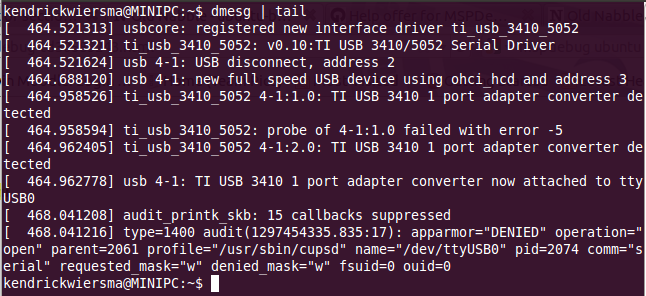 kendrickwiersma@MINIPC:~$ dmesg | tail
[  464.521313] usbcore: registered new interface driver ti_usb_3410_5052
[  464.521321] ti_usb_3410_5052: v0.10:TI USB 3410/5052 Serial Driver
[  464.521624] usb 4-1: USB disconnect, address 2
[  464.688120] usb 4-1: new full speed USB device using ohci_hcd and address 3
[  464.958526] ti_usb_3410_5052 4-1:1.0: TI USB 3410 1 port adapter converter de
tected
[  464.958594] ti_usb_3410_5052: probe of 4-1:1.0 failed with error -5
[  464.962405] ti_usb_3410_5052 4-1:2.0: TI USB 3410 1 port adapter converter de
tected
[  464.962778] usb 4-1: TI USB 3410 1 port adapter converter now attached to tty
USB0
[  468.041208] audit_printk_skb: 15 callbacks suppressed
[  468.041216] type=1400 audit(1297454335.835:17): apparmor="DENIED" operation="
open" parent=2061 profile="/usr/sbin/cupsd" name="/dev/ttyUSB0" pid=2074 comm="s
erial" requested_mask="w" denied_mask="w" fsuid=0 ouid=0
kendrickwiersma@MINIPC:~$